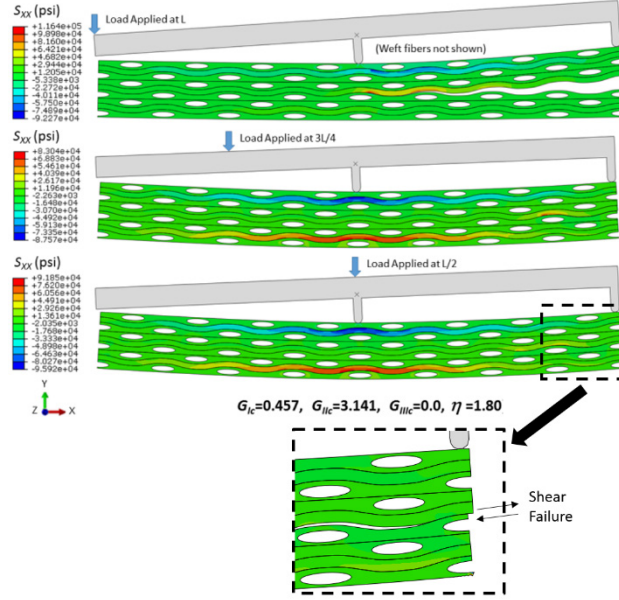 S_XX (psi)
+1.164e+05
+9.898e+04
+8.160e+04
+6.421e+04
+4.682e+04
+2.944e+04
+1.205e+04
-5.338e+03
-2.272e+04
-4.011e+04
-5.750e+04
-7.489e+04
-9.227e+04
Load Applied at L
(Weft fibers not shown)
S_XX (psi)
+8.304e+04
+6.883e+04
+5.461e+04
+4.039e+04
+2.617e+04
+1.196e+04
-2.263e+03
-1.648e+04
-3.070e+04
-4.492e+04
-5.913e+04
-7.335e+04
-8.757e+04
Load Applied at 3L/4
S_XX (psi)
+9.185e+04
+7.620e+04
+6.056e+04
+4.491e+04
+2.926e+04
+1.361e+04
-2.035e+03
-1.768e+04
-3.333e+04
-4.898e+04
-6.463e+04
-8.027e+04
-9.592e+04
Load Applied at L/2
Y
Z X
G_Ic=0.457, G_IIc=3.141, G_IIIc=0.0, η=1.80
Shear
Failure